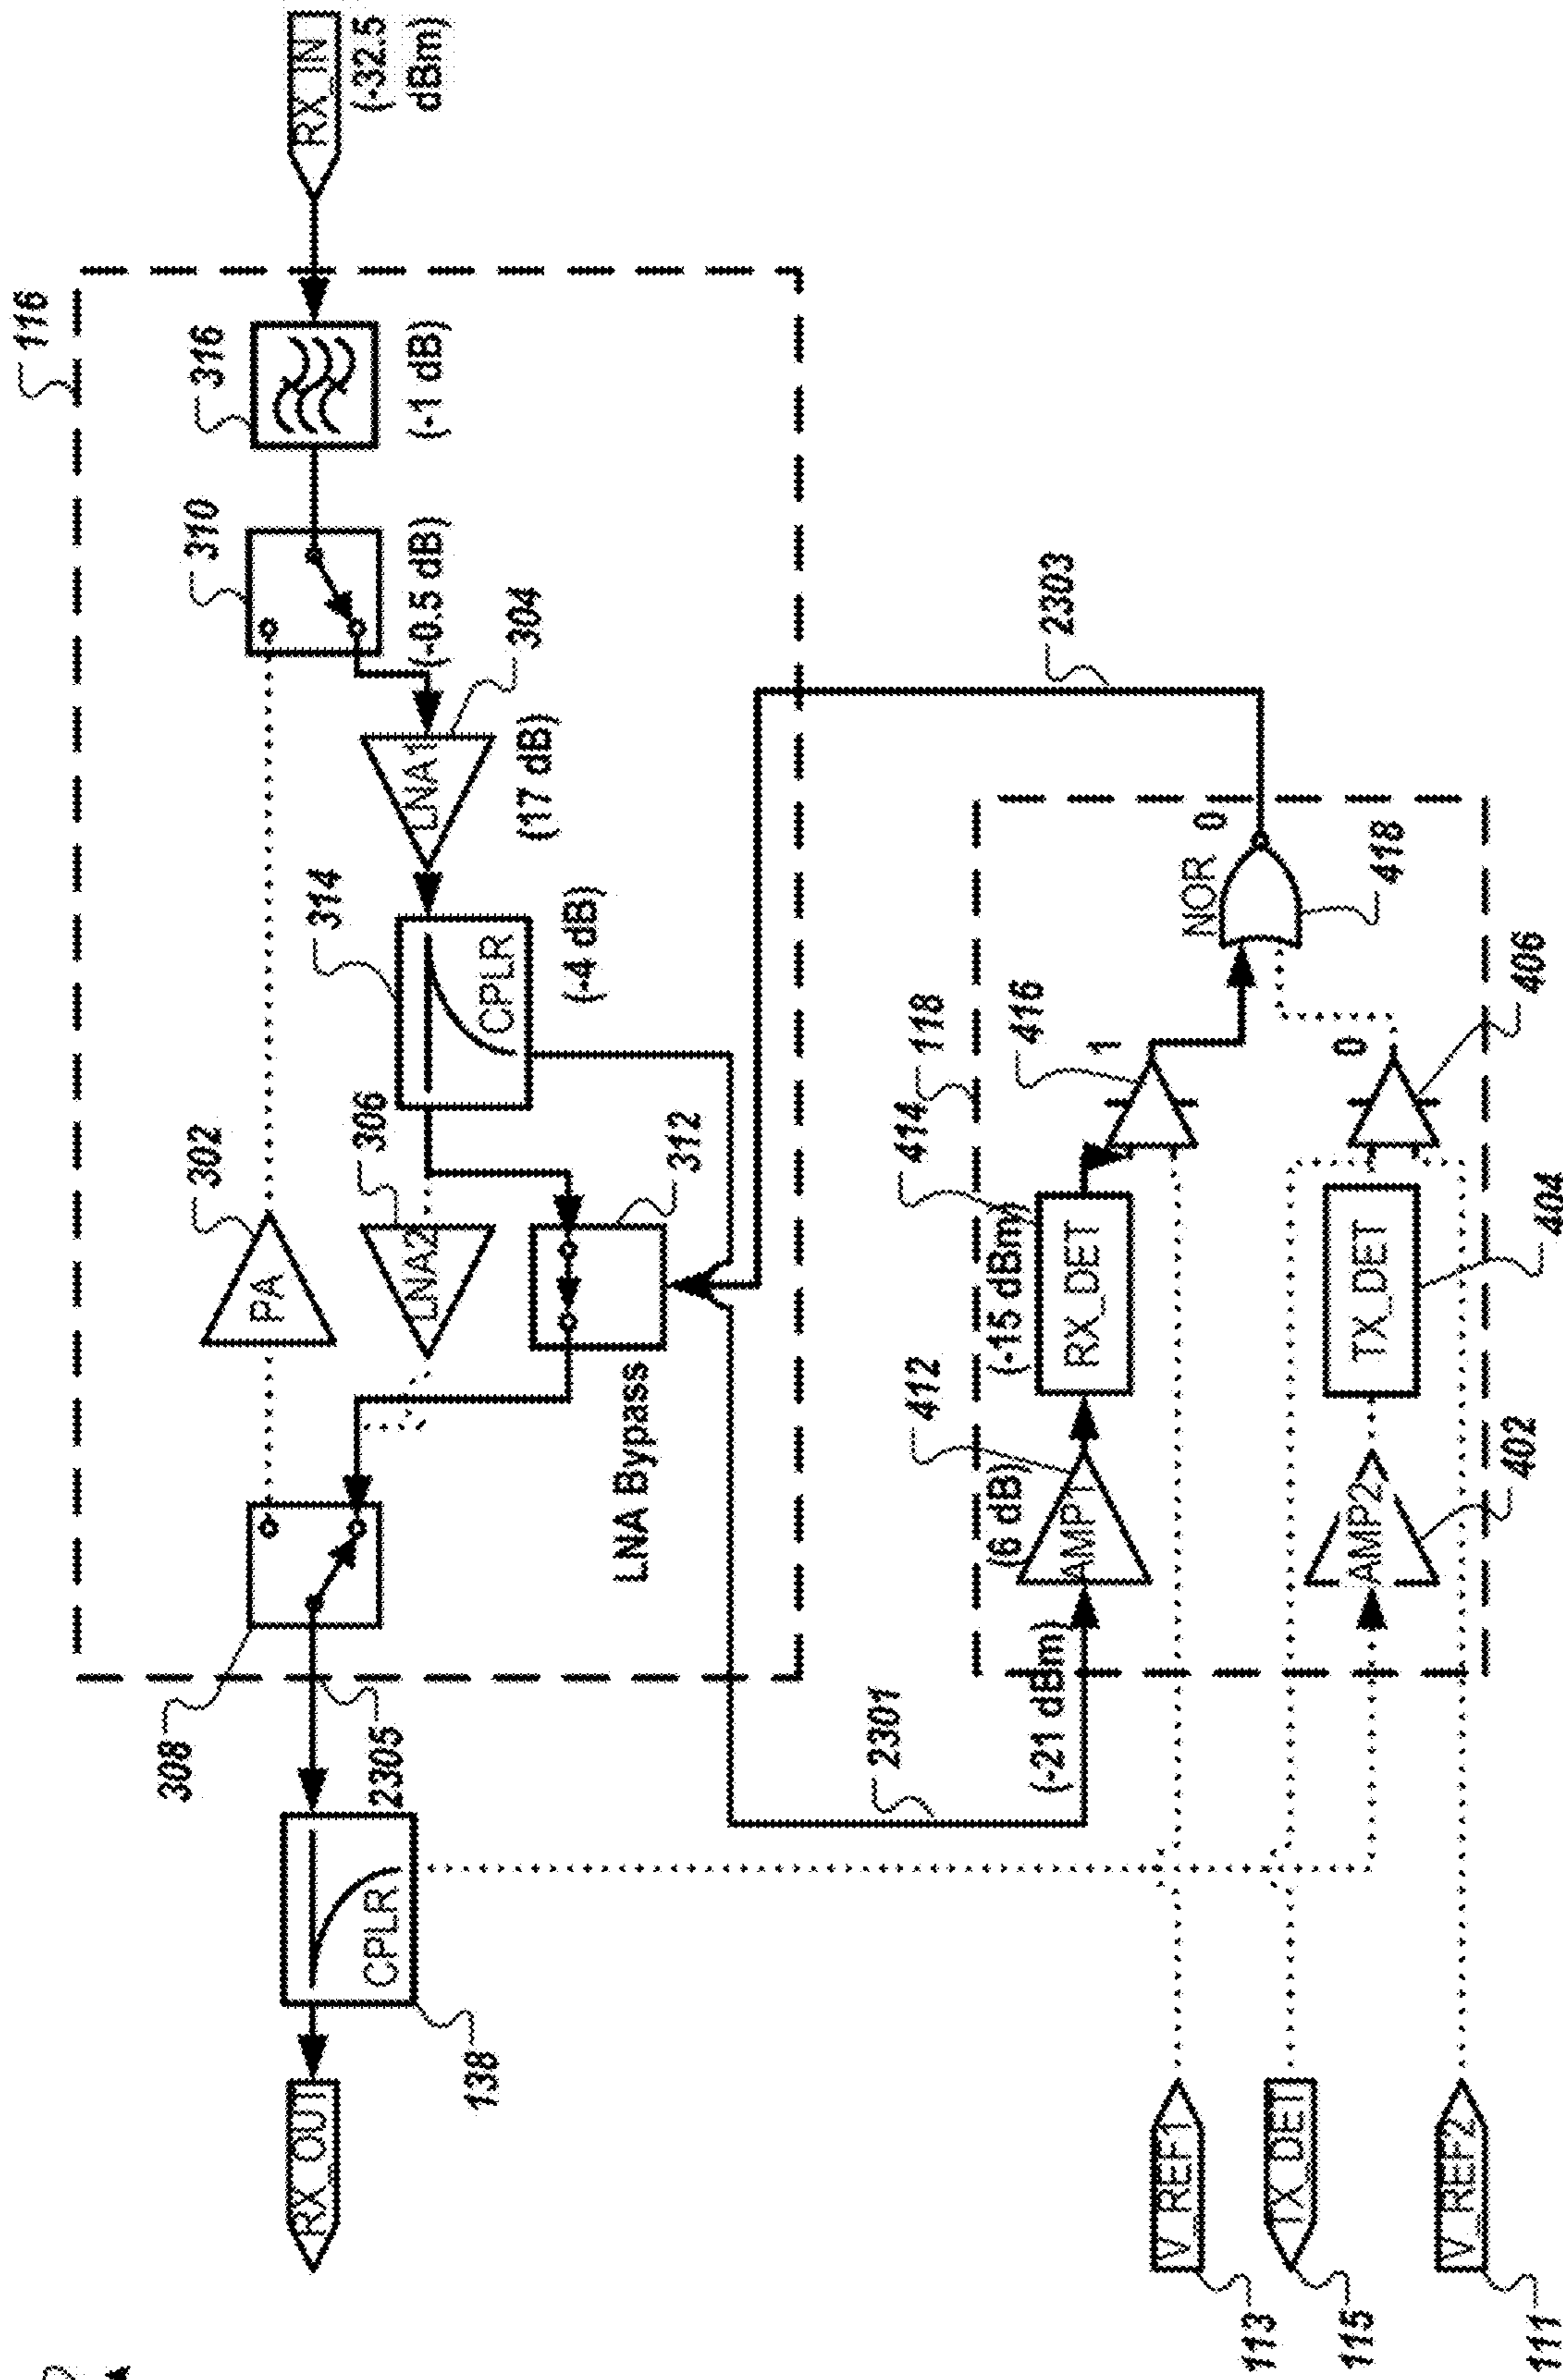 116
RX_IN
(-32.5
dBm)
316
(-1 dB)
310
(-0.5 dB)
304
LNA1
(17 dB)
314
CPLR
(-4 dB)
302
PA
306
LNA2
312
LNA Bypass
308
2305
CPLR
138
RX_OUT
2303
2301
(-21 dBm)
412
(6 dB)
AMP1
(-15 dBm)
RX_DET
414
118
416
1
NOR
0
418
0
406
TX_DET
404
AMP2
402
V_REF1
113
TX_DET
115
V_REF2
111